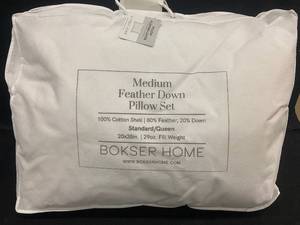 Medium
Feather Down
Pillow Set
100% Cotton Shell | 80% Feather, 20% Down
Standard/Queen
20x28in. | 29oz. Fill Weight
BOKSER HOME
WWW.BOKSERHOME.COM